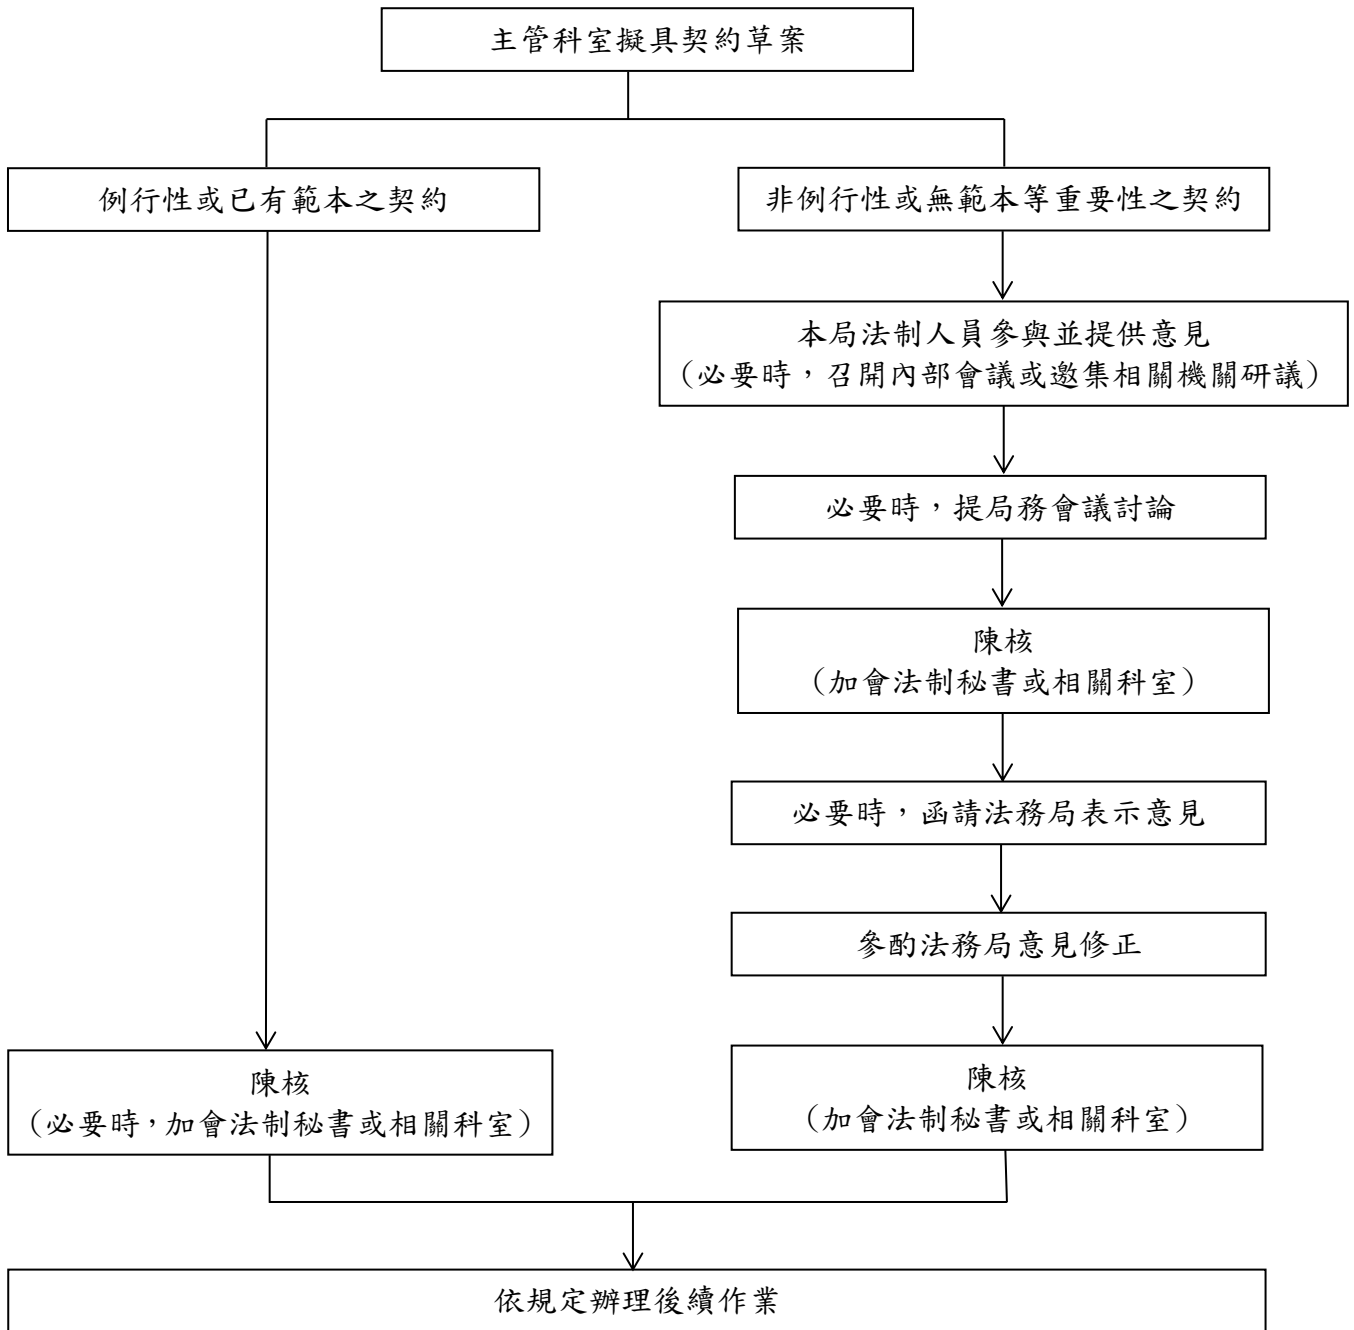 主管科室擬具契約草案
例行性或已有範本之契約
非例行性或無範本等重要性之契約
本局法制人員參與並提供意見
（必要時，召開內部會議或邀集相關機關研議）
必要時，提局務會議討論
陳核
（加會法制秘書或相關科室）
必要時，函請法務局表示意見
參酌法務局意見修正
陳核
（必要時，加會法制秘書或相關科室）
陳核
（加會法制秘書或相關科室）
依規定辦理後續作業